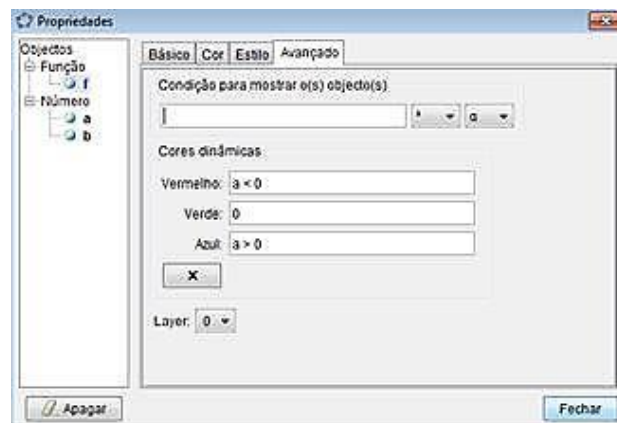 Propriedades
Objectos
Função
f
Número
a
b
Básico Cor Estilo Avançado
Condição para mostrar o(s) objecto(s)
α
Cores dinâmicas
Vermelho: a < 0
Verde: 0
Azul: a > 0
x
Layer: 0
Apagar
Fechar